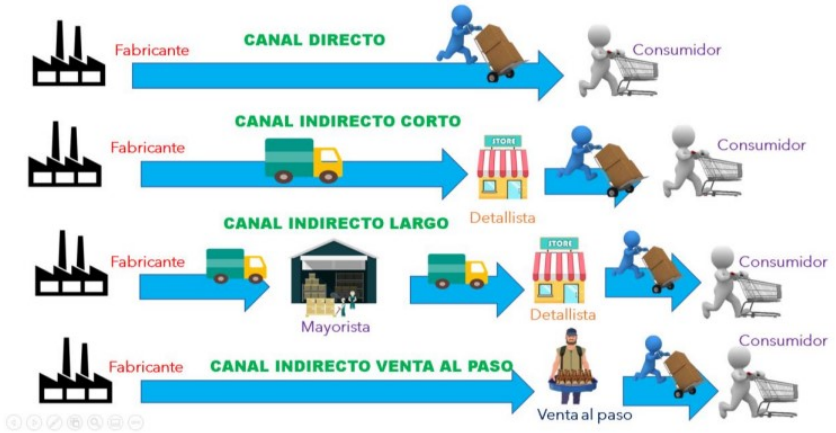 CANAL DIRECTO
Fabricante
Consumidor
CANAL INDIRECTO CORTO
Fabricante
STORE
Consumidor
Detallista
CANAL INDIRECTO LARGO
Fabricante
STORE
Consumidor
Mayorista
Detallista
Fabricante
CANAL INDIRECTO VENTA AL PASO
Consumidor
Venta al paso